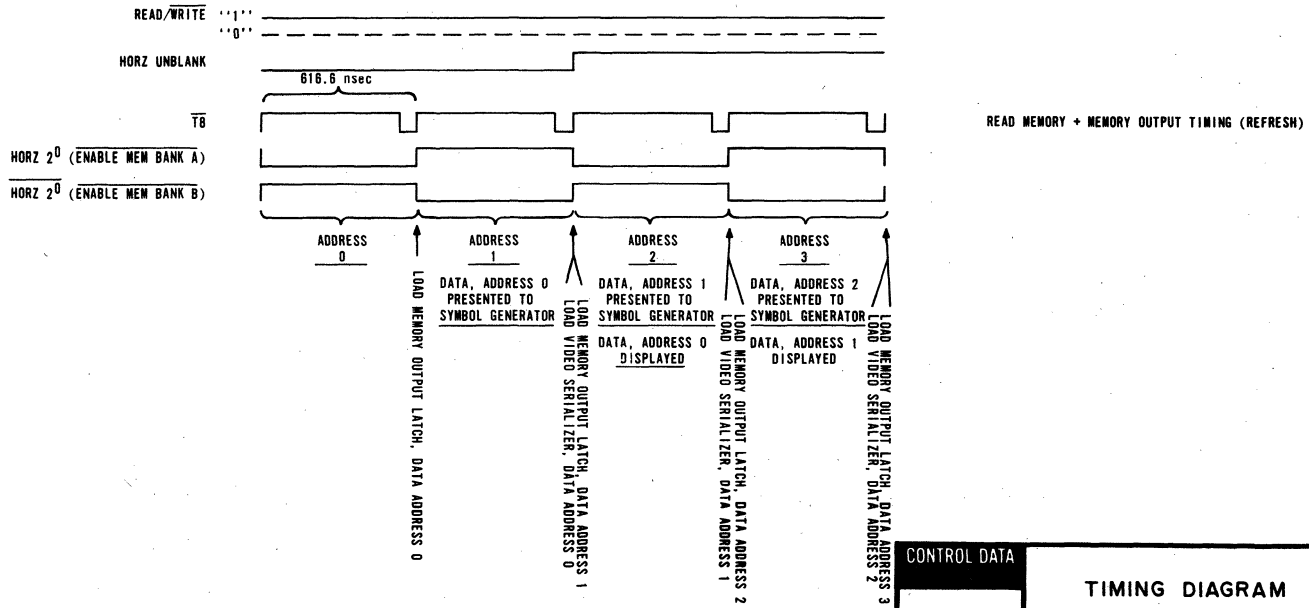 READ/WRITE ''1''
''0''
HORZ UNBLANK
616.6 nsec
T8
READ MEMORY + MEMORY OUTPUT TIMING (REFRESH)
HORZ 2⁰ (ENABLE MEM BANK A)
HORZ 2⁰ (ENABLE MEM BANK B)
ADDRESS
0
LOAD MEMORY OUTPUT LATCH, DATA ADDRESS 0
ADDRESS
1
DATA, ADDRESS 0
PRESENTED TO
SYMBOL GENERATOR
LOAD MEMORY OUTPUT LATCH, DATA ADDRESS 1
LOAD VIDEO SERIALIZER, DATA ADDRESS 0
ADDRESS
2
DATA, ADDRESS 1
PRESENTED TO
SYMBOL GENERATOR
DATA, ADDRESS 0
DISPLAYED
LOAD MEMORY OUTPUT LATCH, DATA ADDRESS 2
LOAD VIDEO SERIALIZER, DATA ADDRESS 1
ADDRESS
3
DATA, ADDRESS 2
PRESENTED TO
SYMBOL GENERATOR
DATA, ADDRESS 1
DISPLAYED
LOAD MEMORY OUTPUT LATCH, DATA ADDRESS 3
LOAD VIDEO SERIALIZER, DATA ADDRESS 2
CONTROL DATA
TIMING DIAGRAM